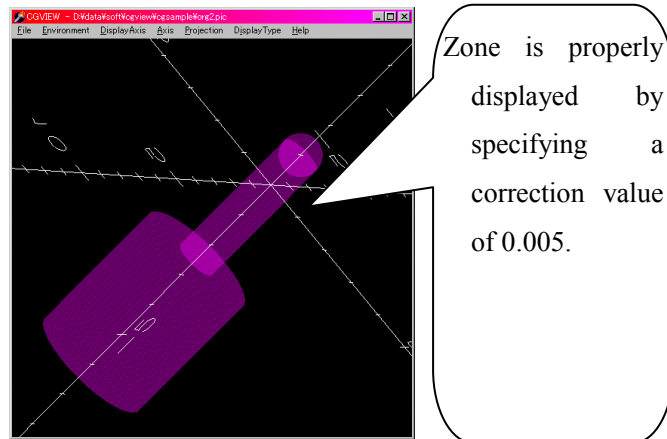 CGVIEW - D:¥data¥soft¥cgview¥cgsample¥org2.pic
File Environment DisplayAxis Axis Projection DisplayType Help
Zone is properly
displayed by
specifying a
correction value
of 0.005.